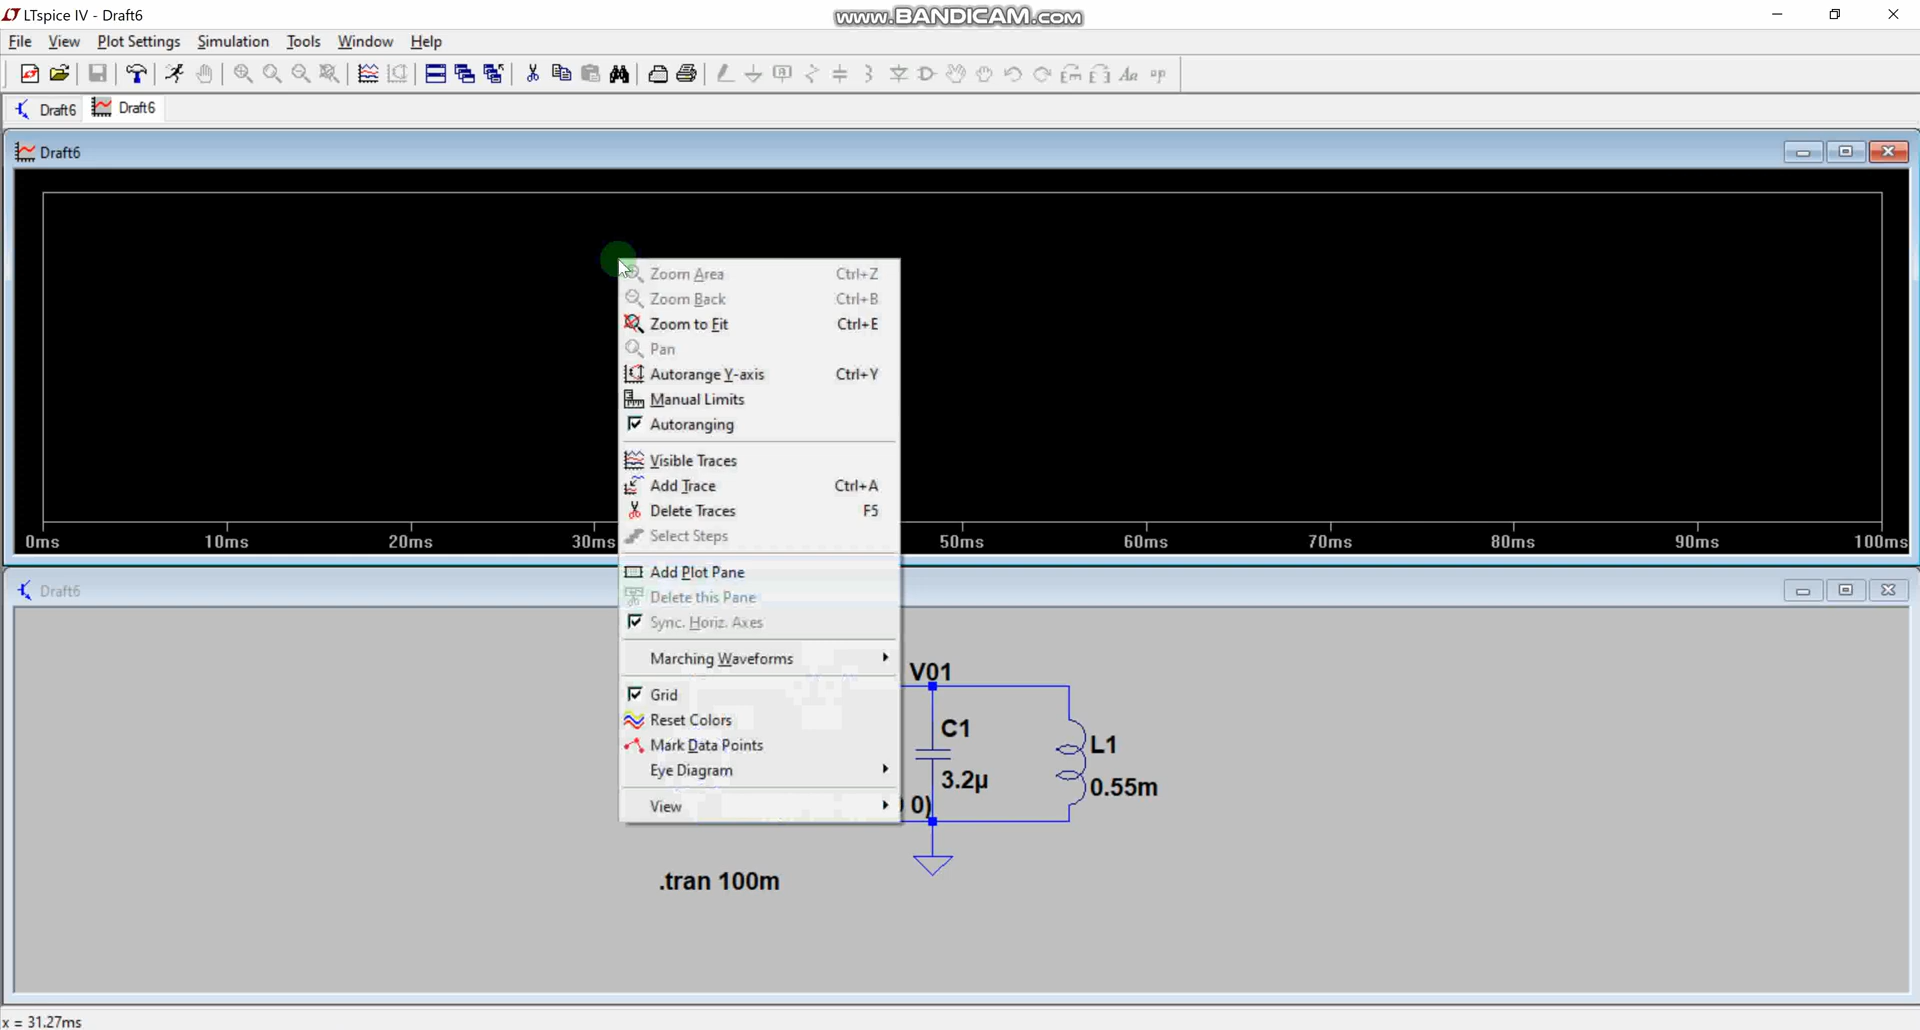 LTspice IV - Draft6
www.BANDICAM.com
File View Plot Settings Simulation Tools Window Help
Draft6 Draft6
Draft6
Zoom Area Ctrl+Z
Zoom Back Ctrl+B
Zoom to Fit Ctrl+E
Pan
Autorange Y-axis Ctrl+Y
Manual Limits
Autoranging
Visible Traces
Add Trace Ctrl+A
Delete Traces F5
Select Steps
Add Plot Pane
Delete this Pane
Sync. Horiz. Axes
Marching Waveforms
Grid
Reset Colors
Mark Data Points
Eye Diagram
View
0ms 10ms 20ms 30ms 50ms 60ms 70ms 80ms 90ms 100ms
Draft6
V01
C1
3.2µ
L1
0.55m
0)
.tran 100m
x = 31.27ms